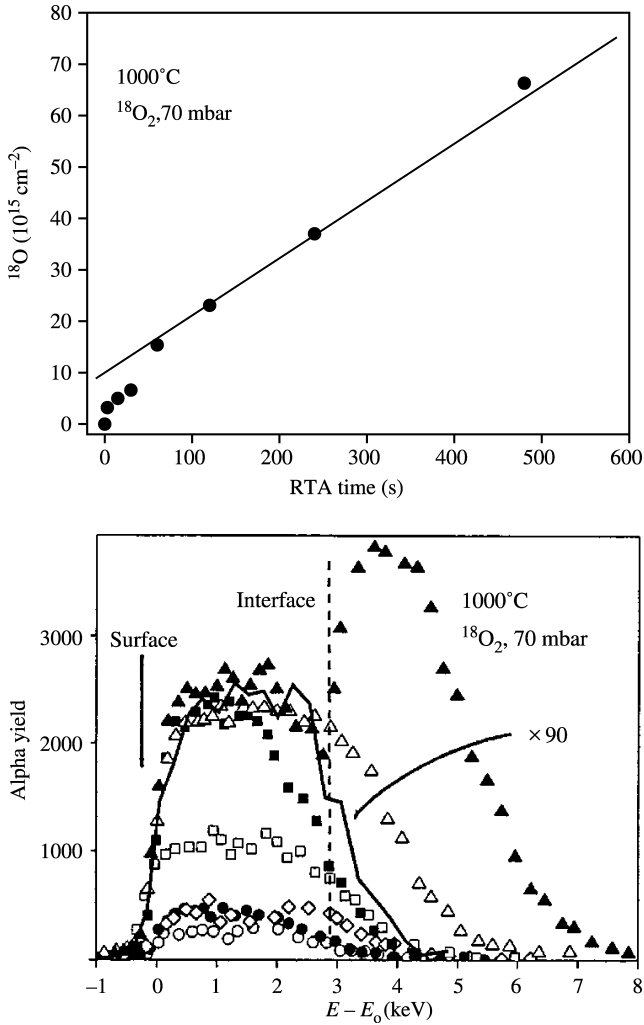 80
70
60
50
40
30
20
10
0
¹⁸O (10¹⁵ cm⁻²)
1000°C
¹⁸O₂,70 mbar
0 100 200 300 400 500 600
RTA time (s)
3000
2000
1000
Alpha yield
Surface
Interface
1000°C
¹⁸O₂, 70 mbar
× 90
−1 0 1 2 3 4 5 6 7 8
E – Eₒ(keV)